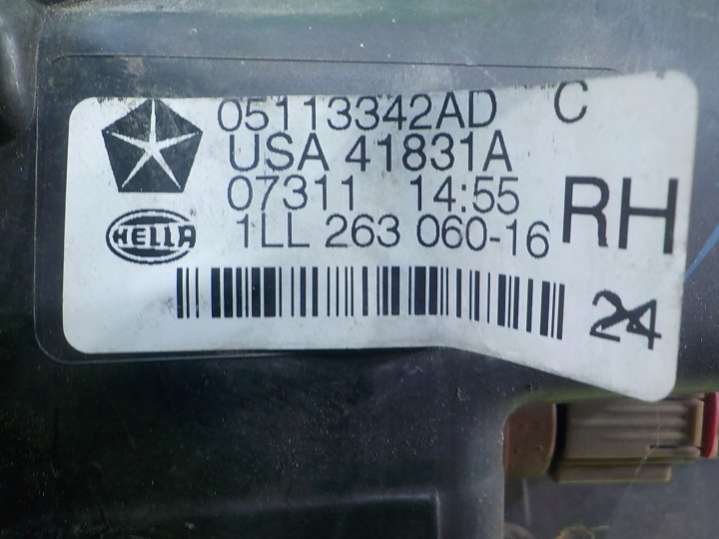 05113342AD C
USA 41831A
07311 14:55
1LL 263 060-16
RH
HELLA
24